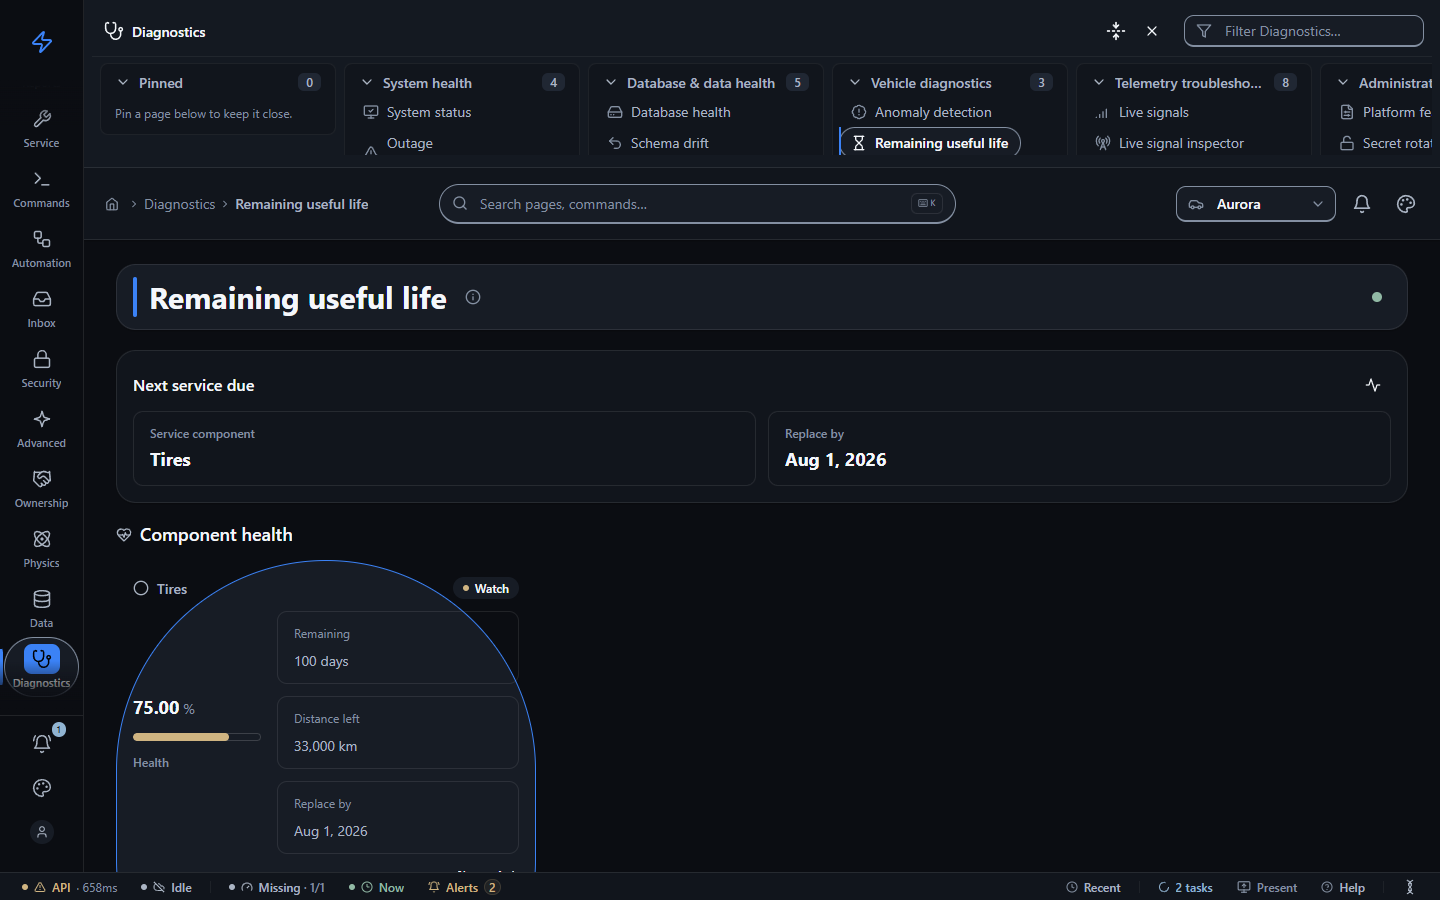 Diagnostics
Filter Diagnostics...
Pinned 0
Pin a page below to keep it close.
System health 4
System status
Outage
Database & data health 5
Database health
Schema drift
Vehicle diagnostics 3
Anomaly detection
Remaining useful life
Telemetry troublesho... 8
Live signals
Live signal inspector
Administrat
Platform fe
Secret rotat
Service
Commands
Automation
Inbox
Security
Advanced
Ownership
Physics
Data
Diagnostics
1
Diagnostics
Remaining useful life
Search pages, commands...
K
Aurora
Remaining useful life
Next service due
Service component
Tires
Replace by
Aug 1, 2026
Component health
Tires
Watch
75.00 %
Health
Remaining
100 days
Distance left
33,000 km
Replace by
Aug 1, 2026
API · 658ms
Idle
Missing · 1/1
Now
Alerts 2
Recent
2 tasks
Present
Help